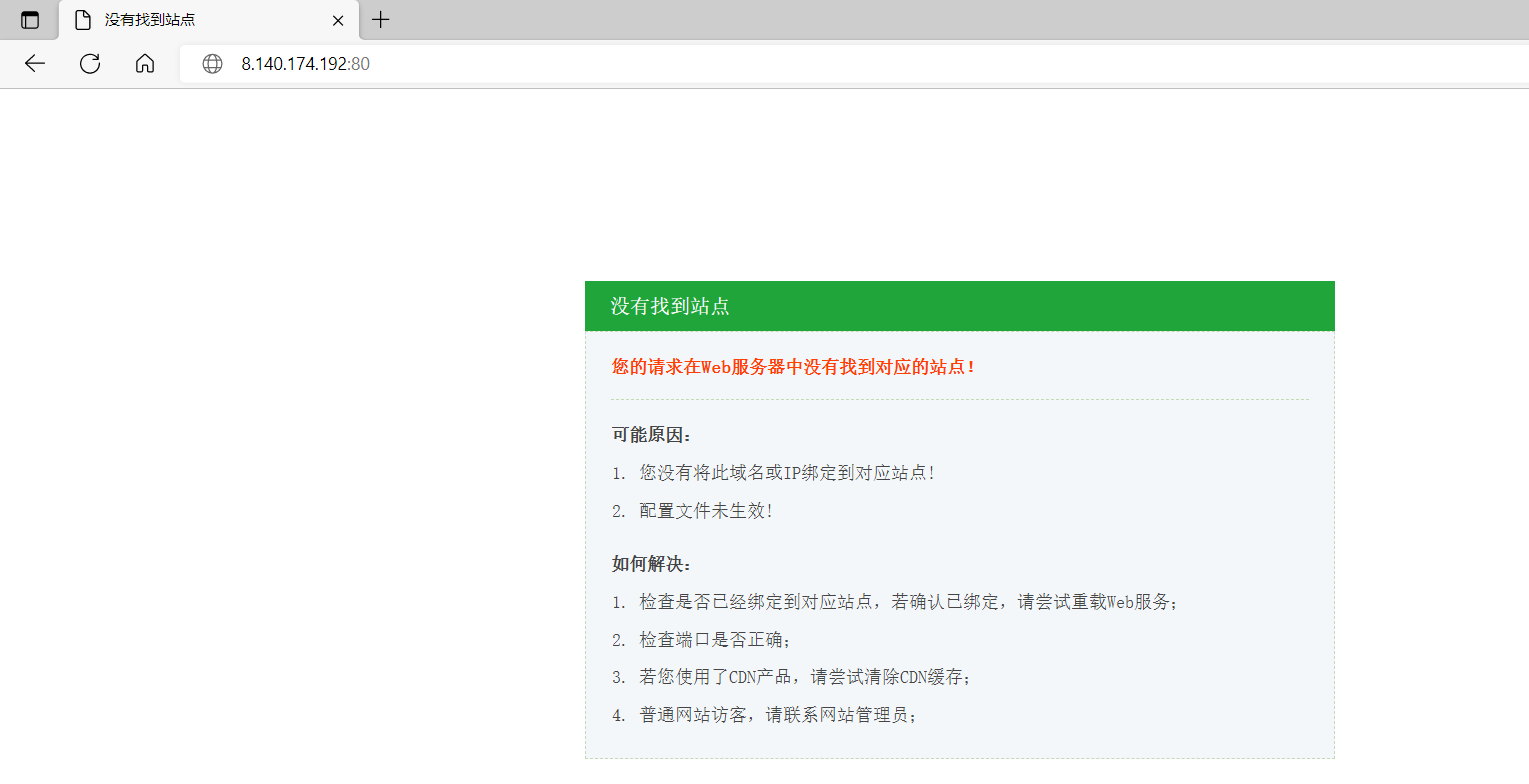 没有找到站点
8.140.174.192:80
没有找到站点
您的请求在Web服务器中没有找到对应的站点！
可能原因：
1. 您没有将此域名或IP绑定到对应站点!
2. 配置文件未生效!
如何解决：
1. 检查是否已经绑定到对应站点，若确认已绑定，请尝试重载Web服务；
2. 检查端口是否正确；
3. 若您使用了CDN产品，请尝试清除CDN缓存；
4. 普通网站访客，请联系网站管理员；